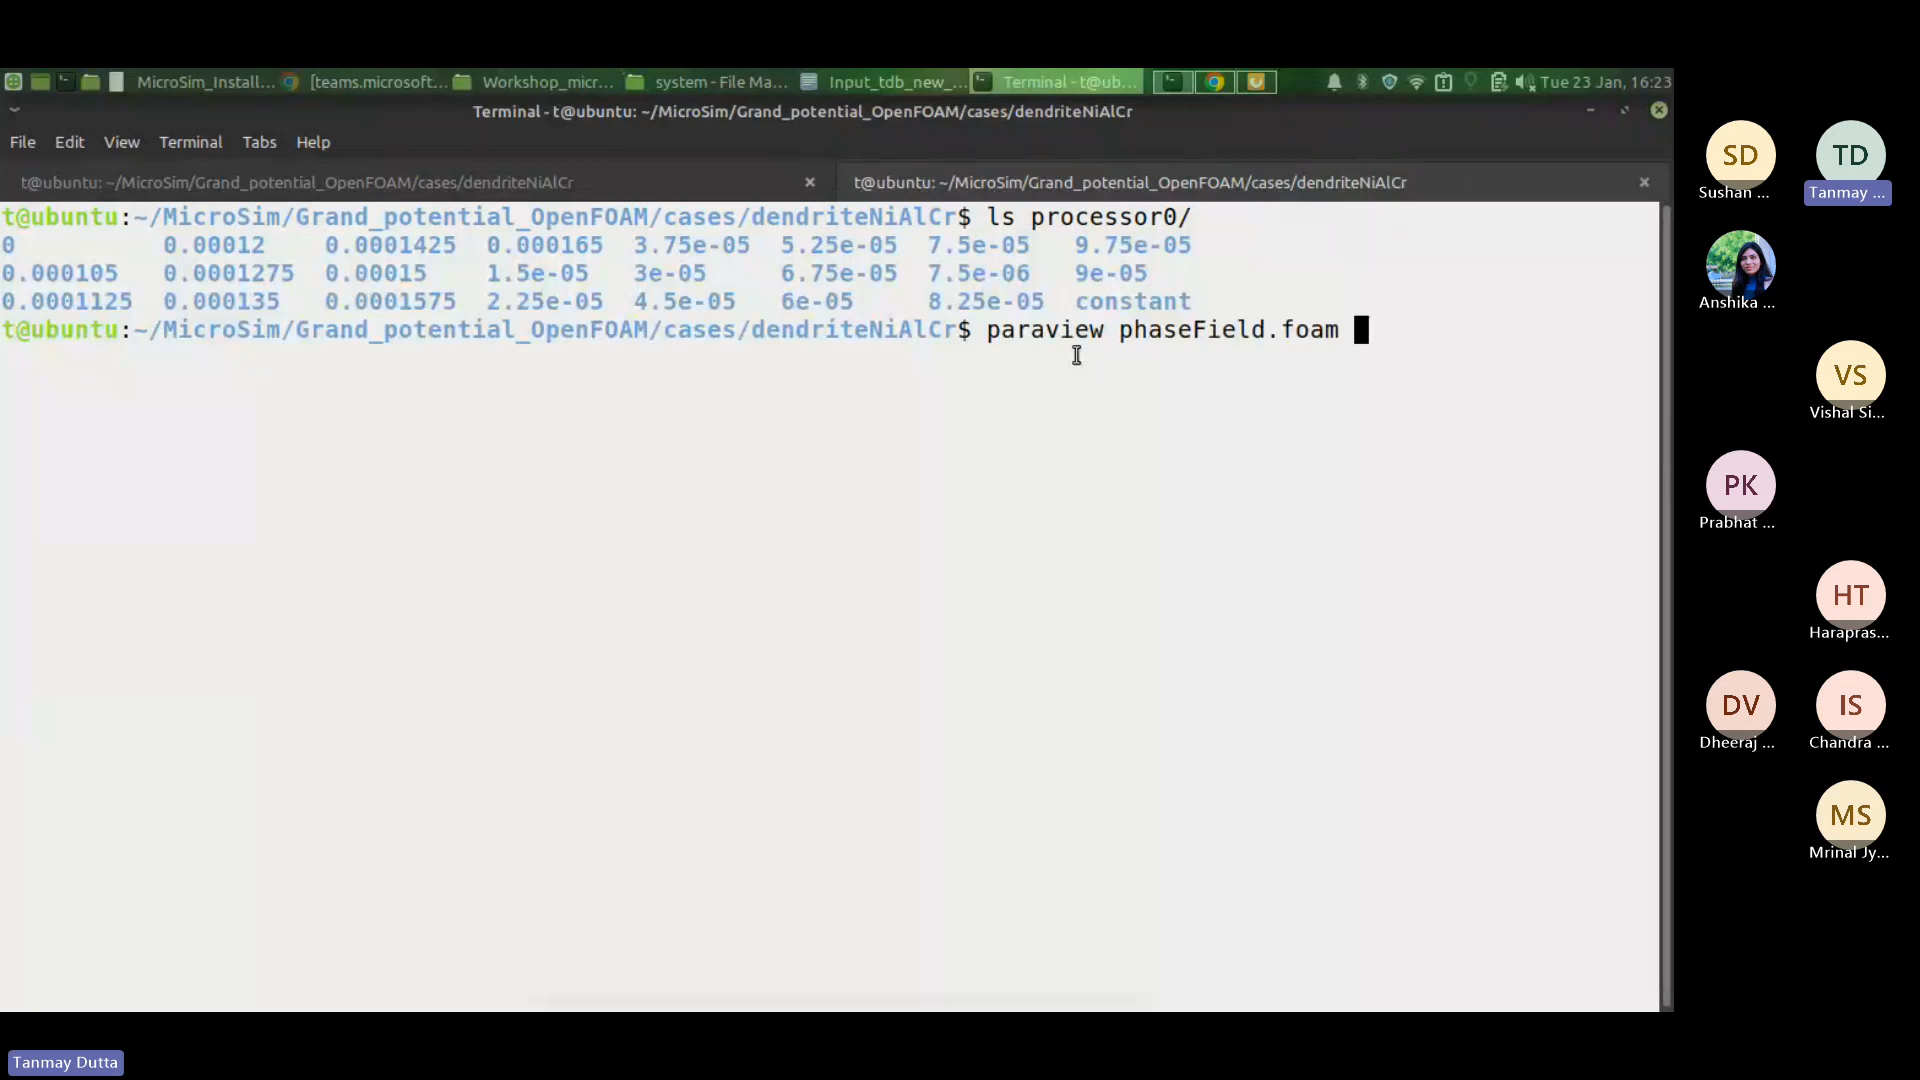 MicroSim_Install... [teams.microsoft... Workshop_micr... system - File Ma... Input_tdb_new_... Terminal - t@ub... Tue 23 Jan, 16:23
Terminal - t@ubuntu: ~/MicroSim/Grand_potential_OpenFOAM/cases/dendriteNiAlCr
File Edit View Terminal Tabs Help
t@ubuntu: ~/MicroSim/Grand_potential_OpenFOAM/cases/dendriteNiAlCr t@ubuntu: ~/MicroSim/Grand_potential_OpenFOAM/cases/dendriteNiAlCr
t@ubuntu:~/MicroSim/Grand_potential_OpenFOAM/cases/dendriteNiAlCr$ ls processor0/
0 0.00012 0.0001425 0.000165 3.75e-05 5.25e-05 7.5e-05 9.75e-05
0.000105 0.0001275 0.00015 1.5e-05 3e-05 6.75e-05 7.5e-06 9e-05
0.0001125 0.000135 0.0001575 2.25e-05 4.5e-05 6e-05 8.25e-05 constant
t@ubuntu:~/MicroSim/Grand_potential_OpenFOAM/cases/dendriteNiAlCr$ paraview phaseField.foam
SD TD
Sushan ... Tanmay ...
Anshika ...
VS
Vishal Si...
PK
Prabhat ...
HT
Harapras...
DV IS
Dheeraj ... Chandra ...
MS
Mrinal Jy...
Tanmay Dutta